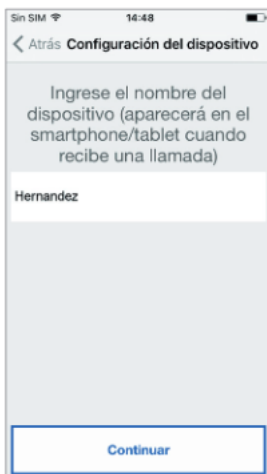 Sin SIM 14:48
Atrás Configuración del dispositivo
Ingrese el nombre del
dispositivo (aparecerá en el
smartphone/tablet cuando
recibe una llamada)
Hernandez
Continuar